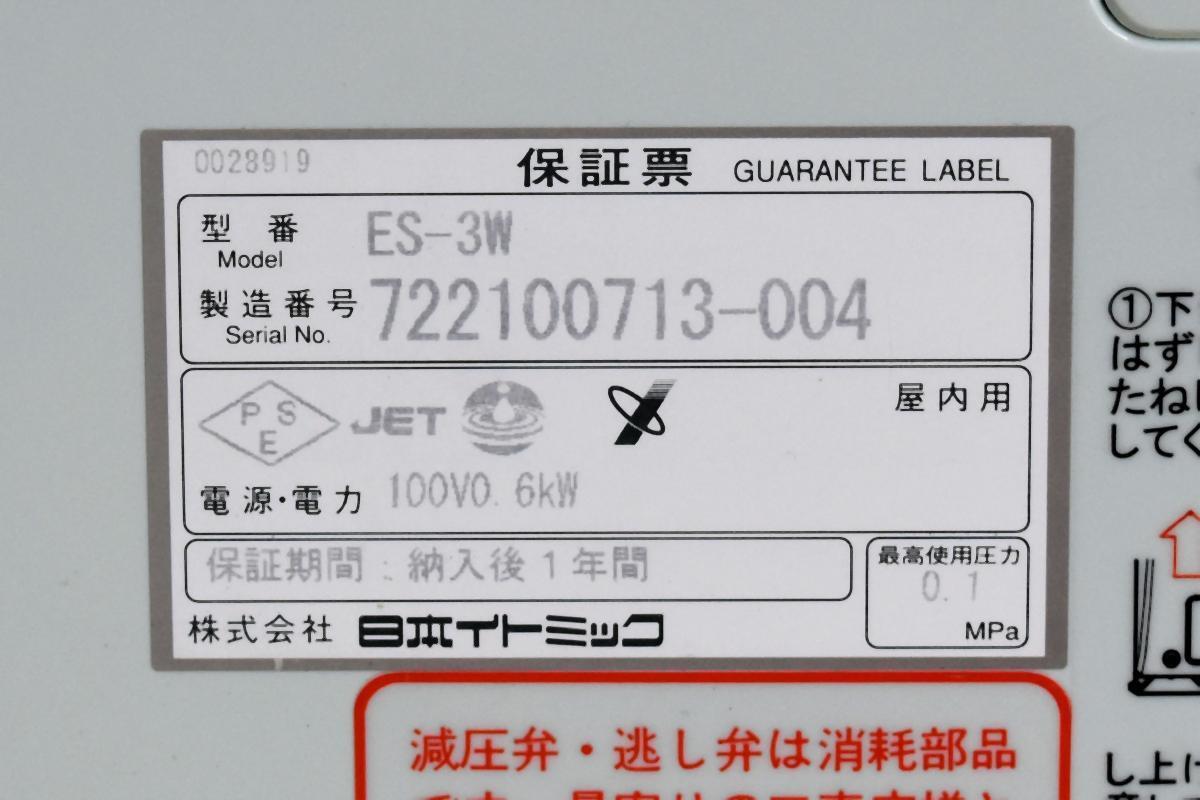 0028919
保証票 GUARANTEE LABEL
型番 ES-3W
Model
製造番号 722100713-004
Serial No.
PSE JET
屋内用
電源・電力 100V0.6kW
保証期間:納入後1年間
最高使用圧力
0.1
MPa
株式会社 日本イトミック
減圧弁・逃し弁は消耗部品
①下
はず
たね
してく
し上げ